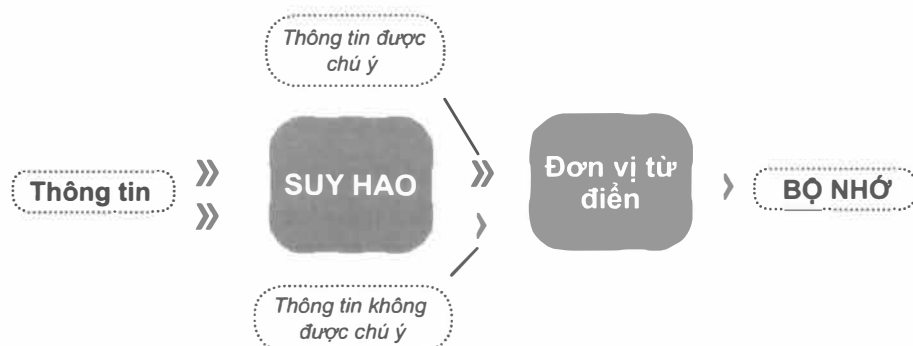 Thông tin được
chú ý
Thông tin
SUY HAO
Đơn vị từ
điển
BỘ NHỚ
Thông tin không
được chú ý